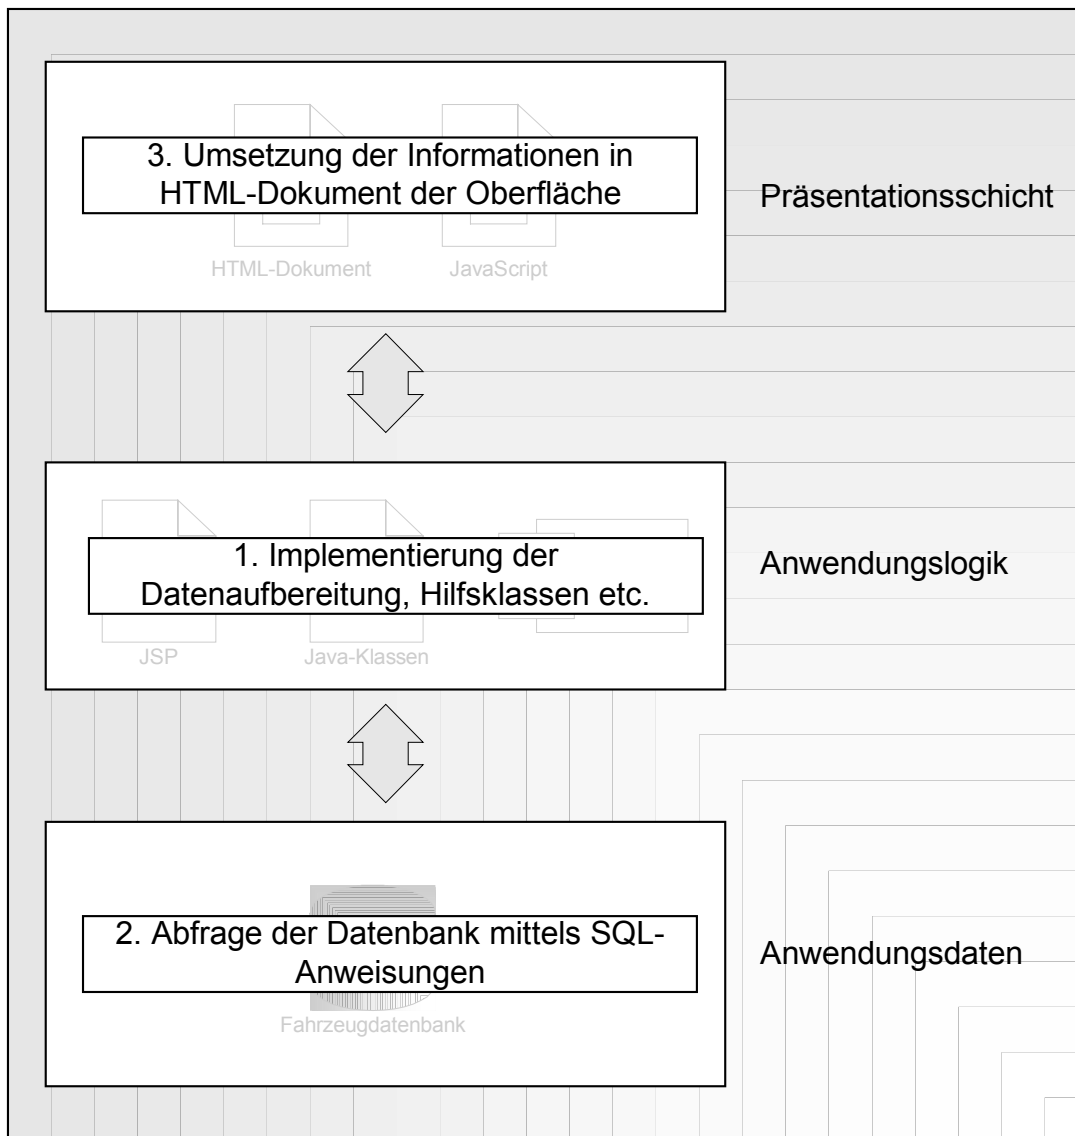 3. Umsetzung der Informationen in
HTML-Dokument der Oberfläche
HTML-Dokument
JavaScript
Präsentationsschicht
1. Implementierung der
Datenaufbereitung, Hilfsklassen etc.
JSP
Java-Klassen
Anwendungslogik
2. Abfrage der Datenbank mittels SQL-
Anweisungen
Fahrzeugdatenbank
Anwendungsdaten